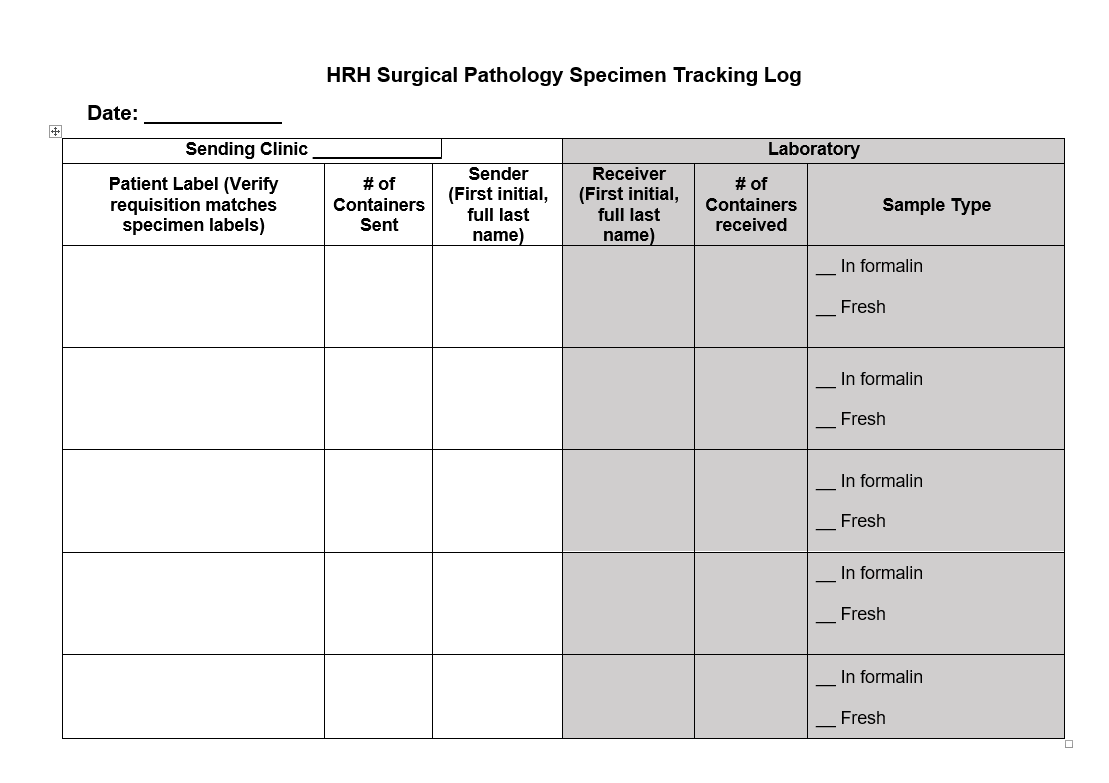 HRH Surgical Pathology Specimen Tracking Log
Date: ____________
Sending Clinic ____________
Laboratory
Patient Label (Verify
requisition matches
specimen labels)
# of
Containers
Sent
Sender
(First initial,
full last
name)
Receiver
(First initial,
full last
name)
# of
Containers
received
Sample Type
__ In formalin
__ Fresh
__ In formalin
__ Fresh
__ In formalin
__ Fresh
__ In formalin
__ Fresh
__ In formalin
__ Fresh